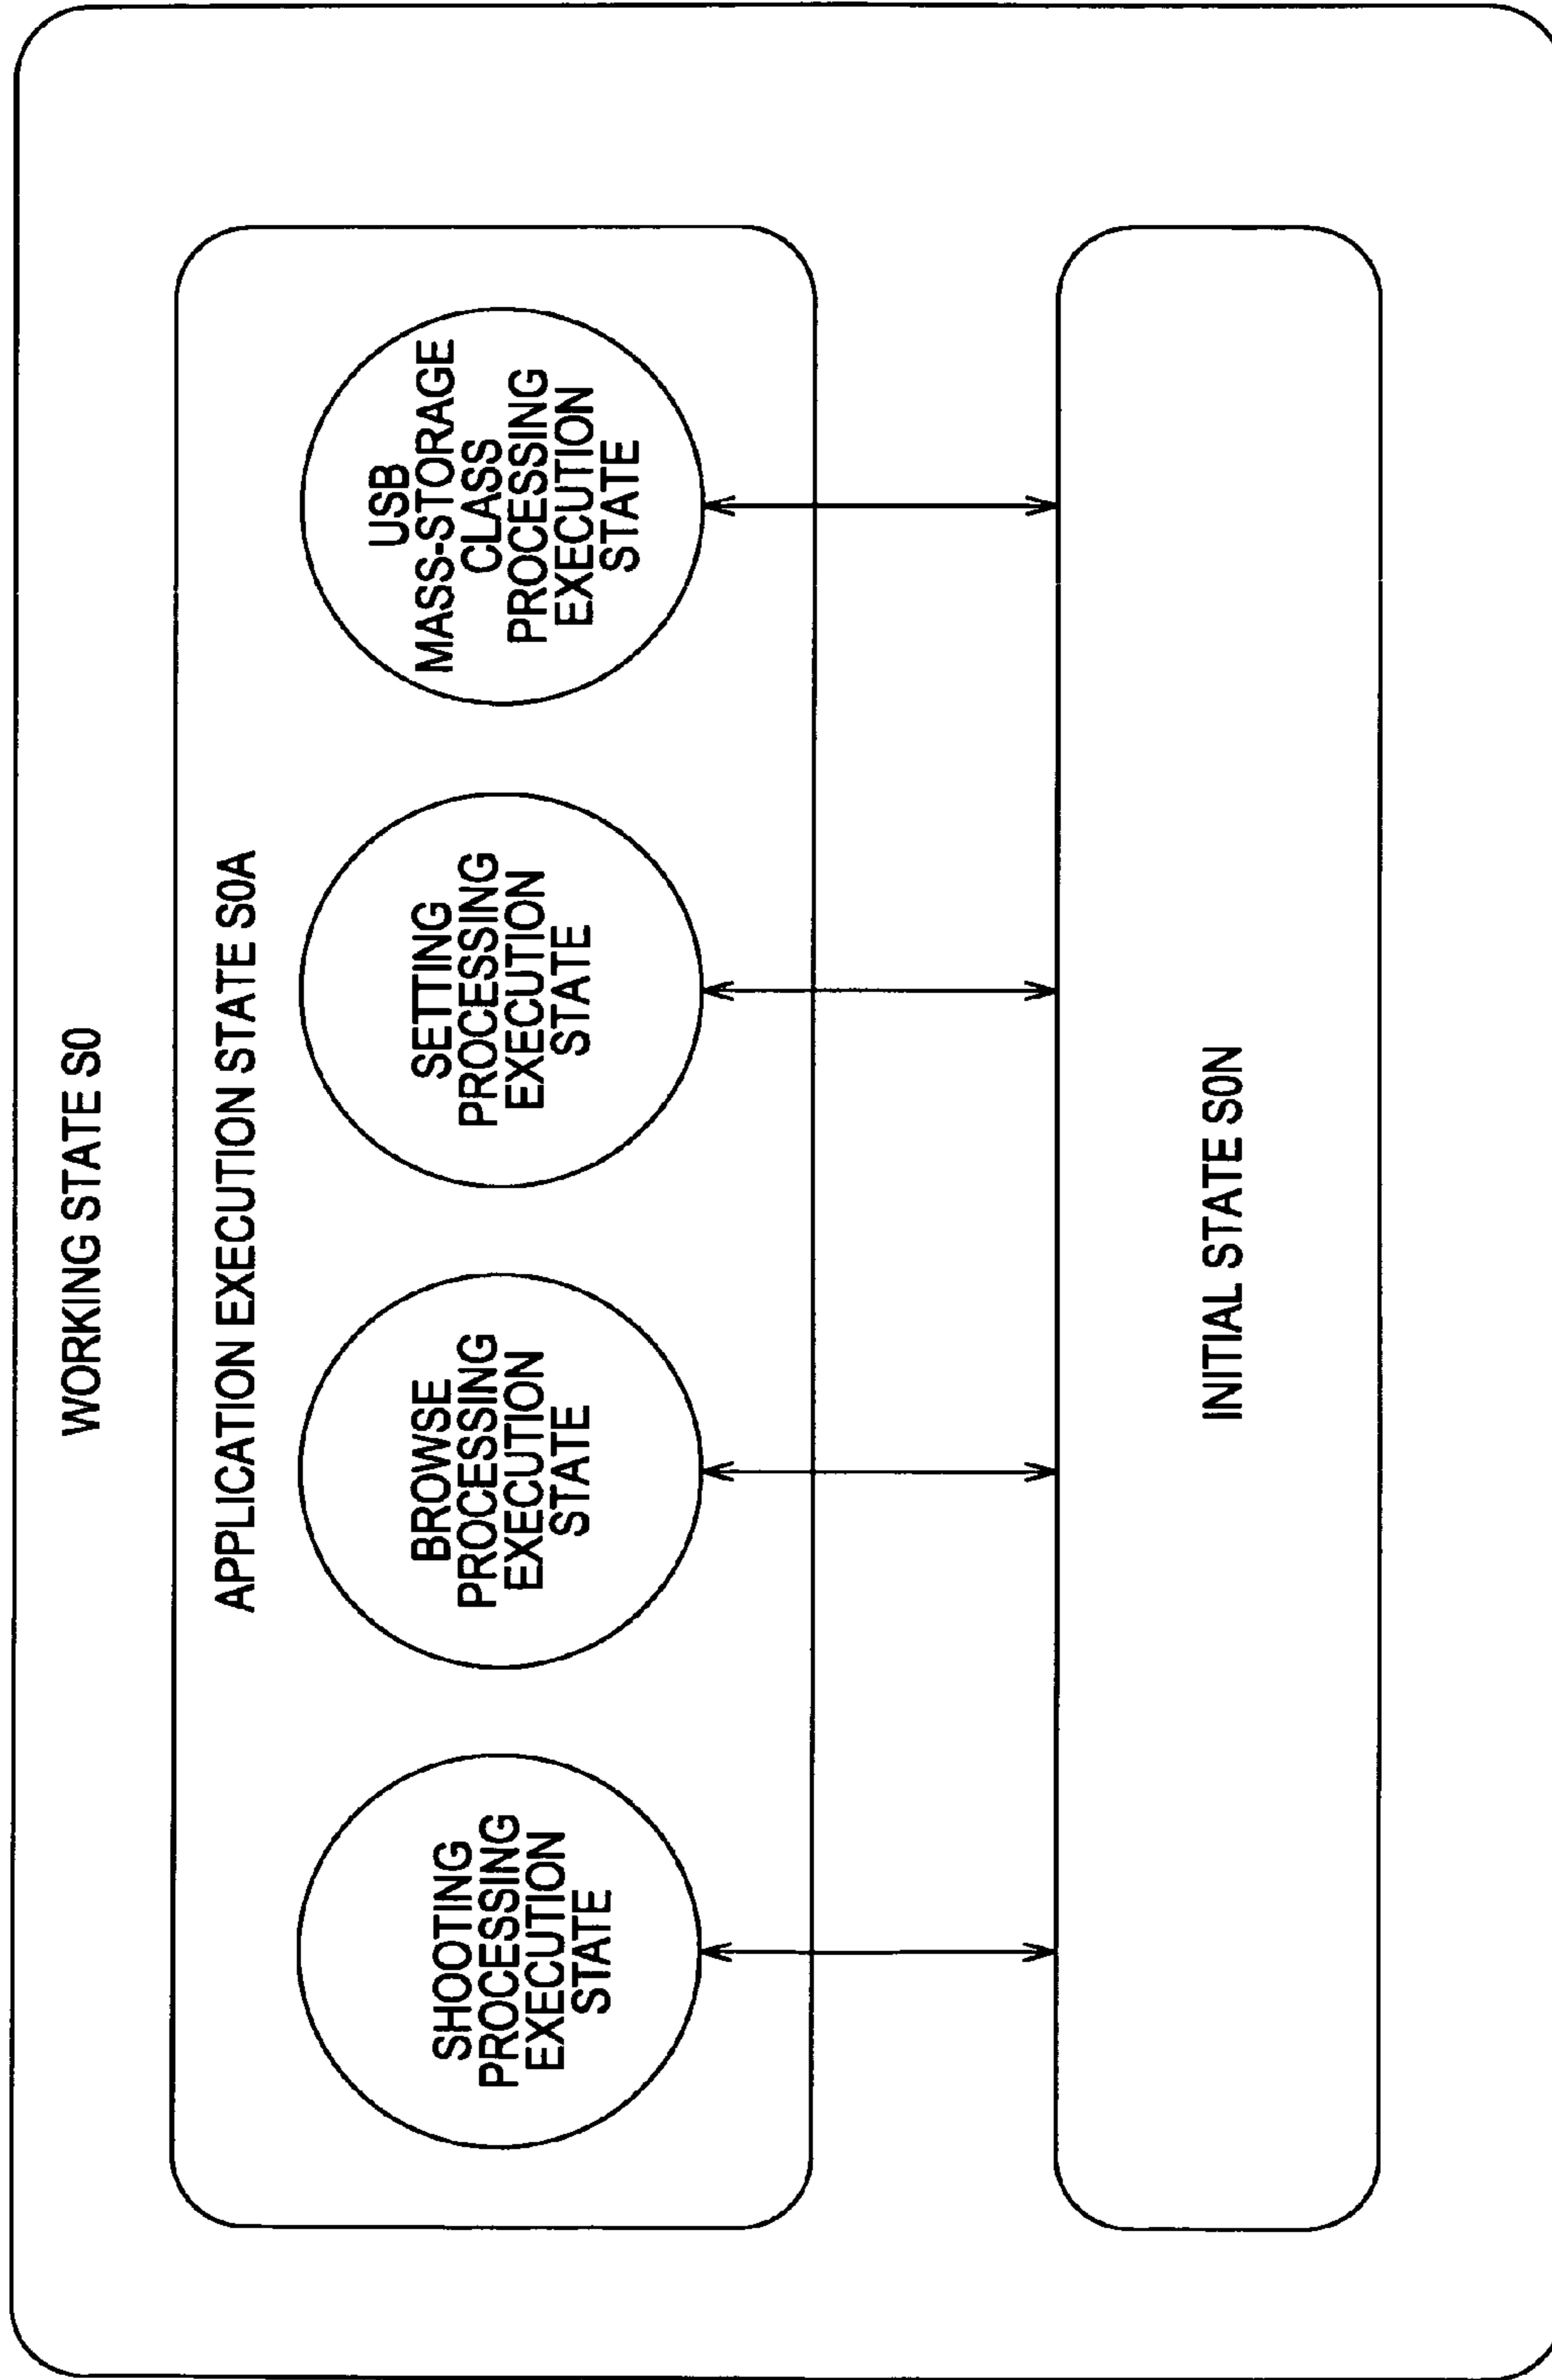 WORKING STATE S0
APPLICATION EXECUTION STATE S0A
SHOOTING
PROCESSING
EXECUTION
STATE
BROWSE
PROCESSING
EXECUTION
STATE
SETTING
PROCESSING
EXECUTION
STATE
USB
MASS-STORAGE
CLASS
PROCESSING
EXECUTION
STATE
INITIAL STATE S0N